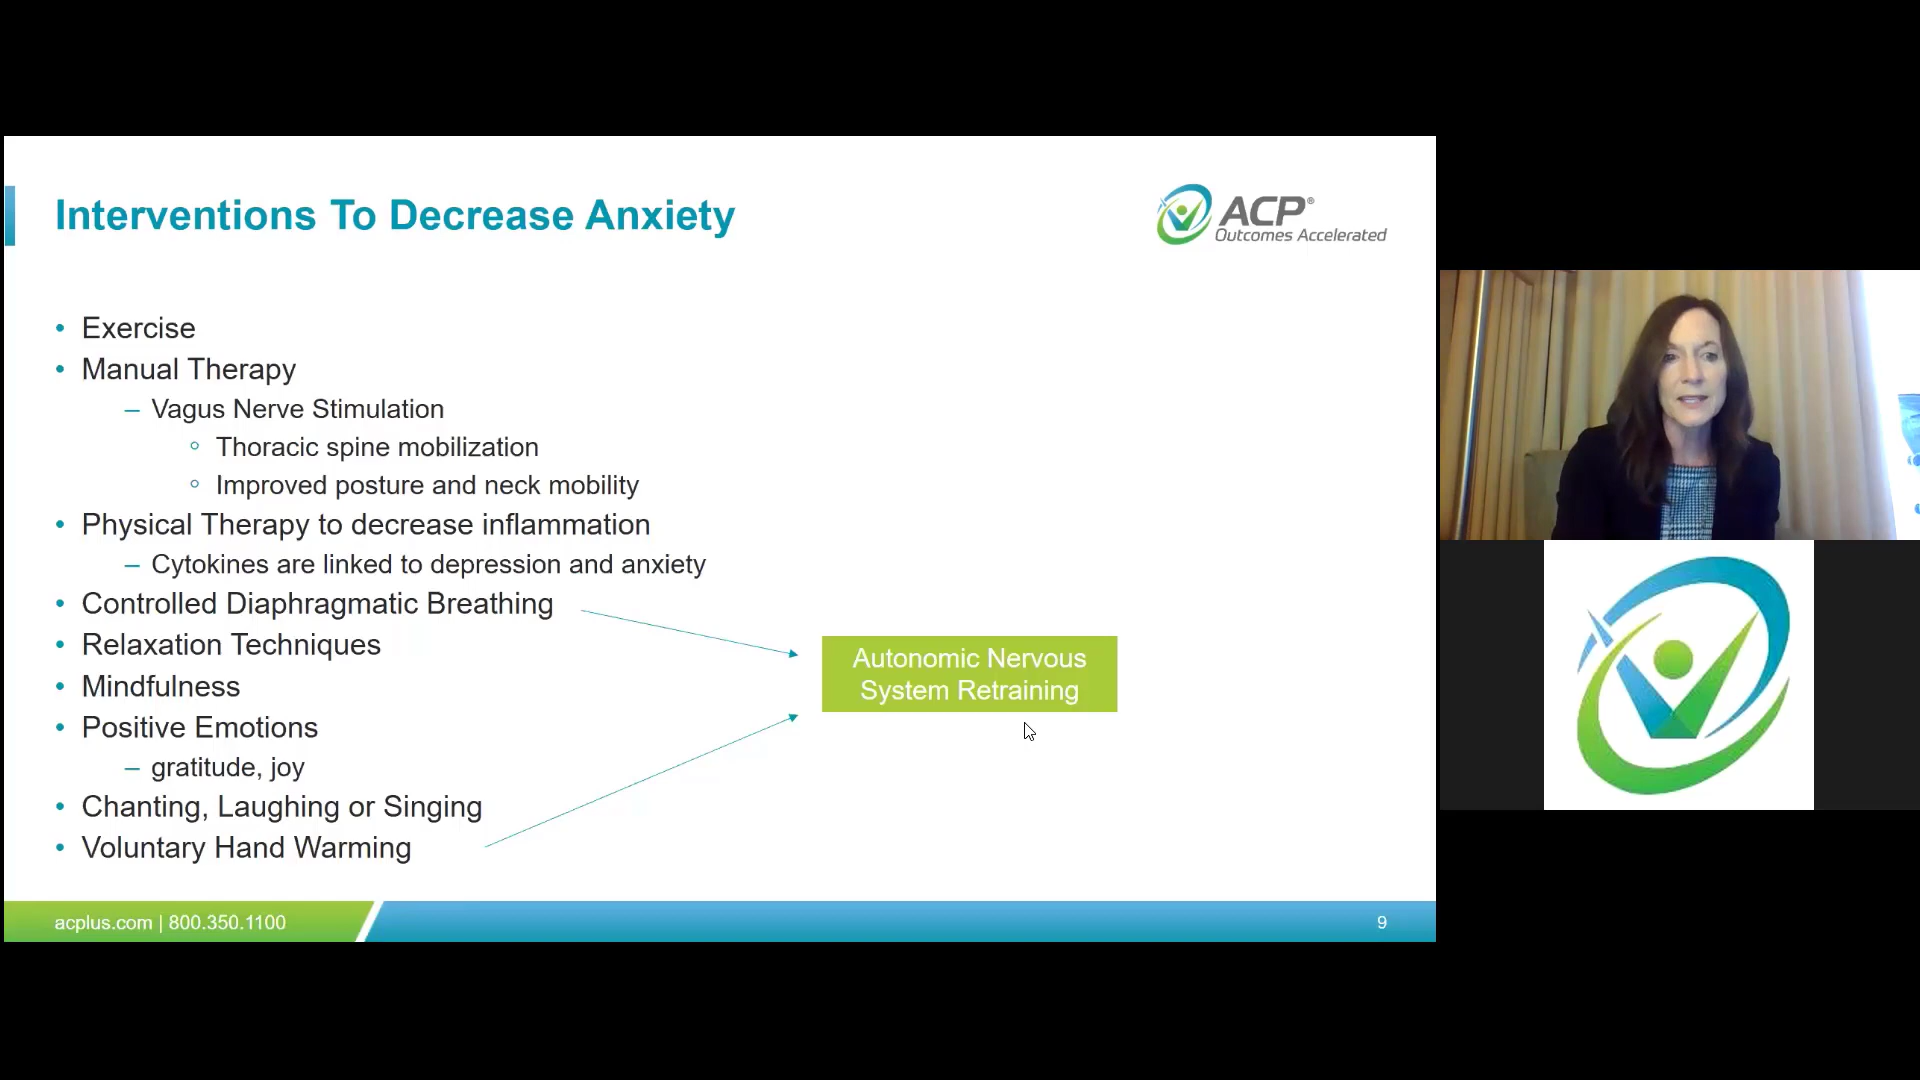 Interventions To Decrease Anxiety
ACP®
Outcomes Accelerated
• Exercise
• Manual Therapy
– Vagus Nerve Stimulation
◦ Thoracic spine mobilization
◦ Improved posture and neck mobility
• Physical Therapy to decrease inflammation
– Cytokines are linked to depression and anxiety
• Controlled Diaphragmatic Breathing
• Relaxation Techniques
• Mindfulness
• Positive Emotions
– gratitude, joy
• Chanting, Laughing or Singing
• Voluntary Hand Warming
Autonomic Nervous
System Retraining
acplus.com | 800.350.1100
9